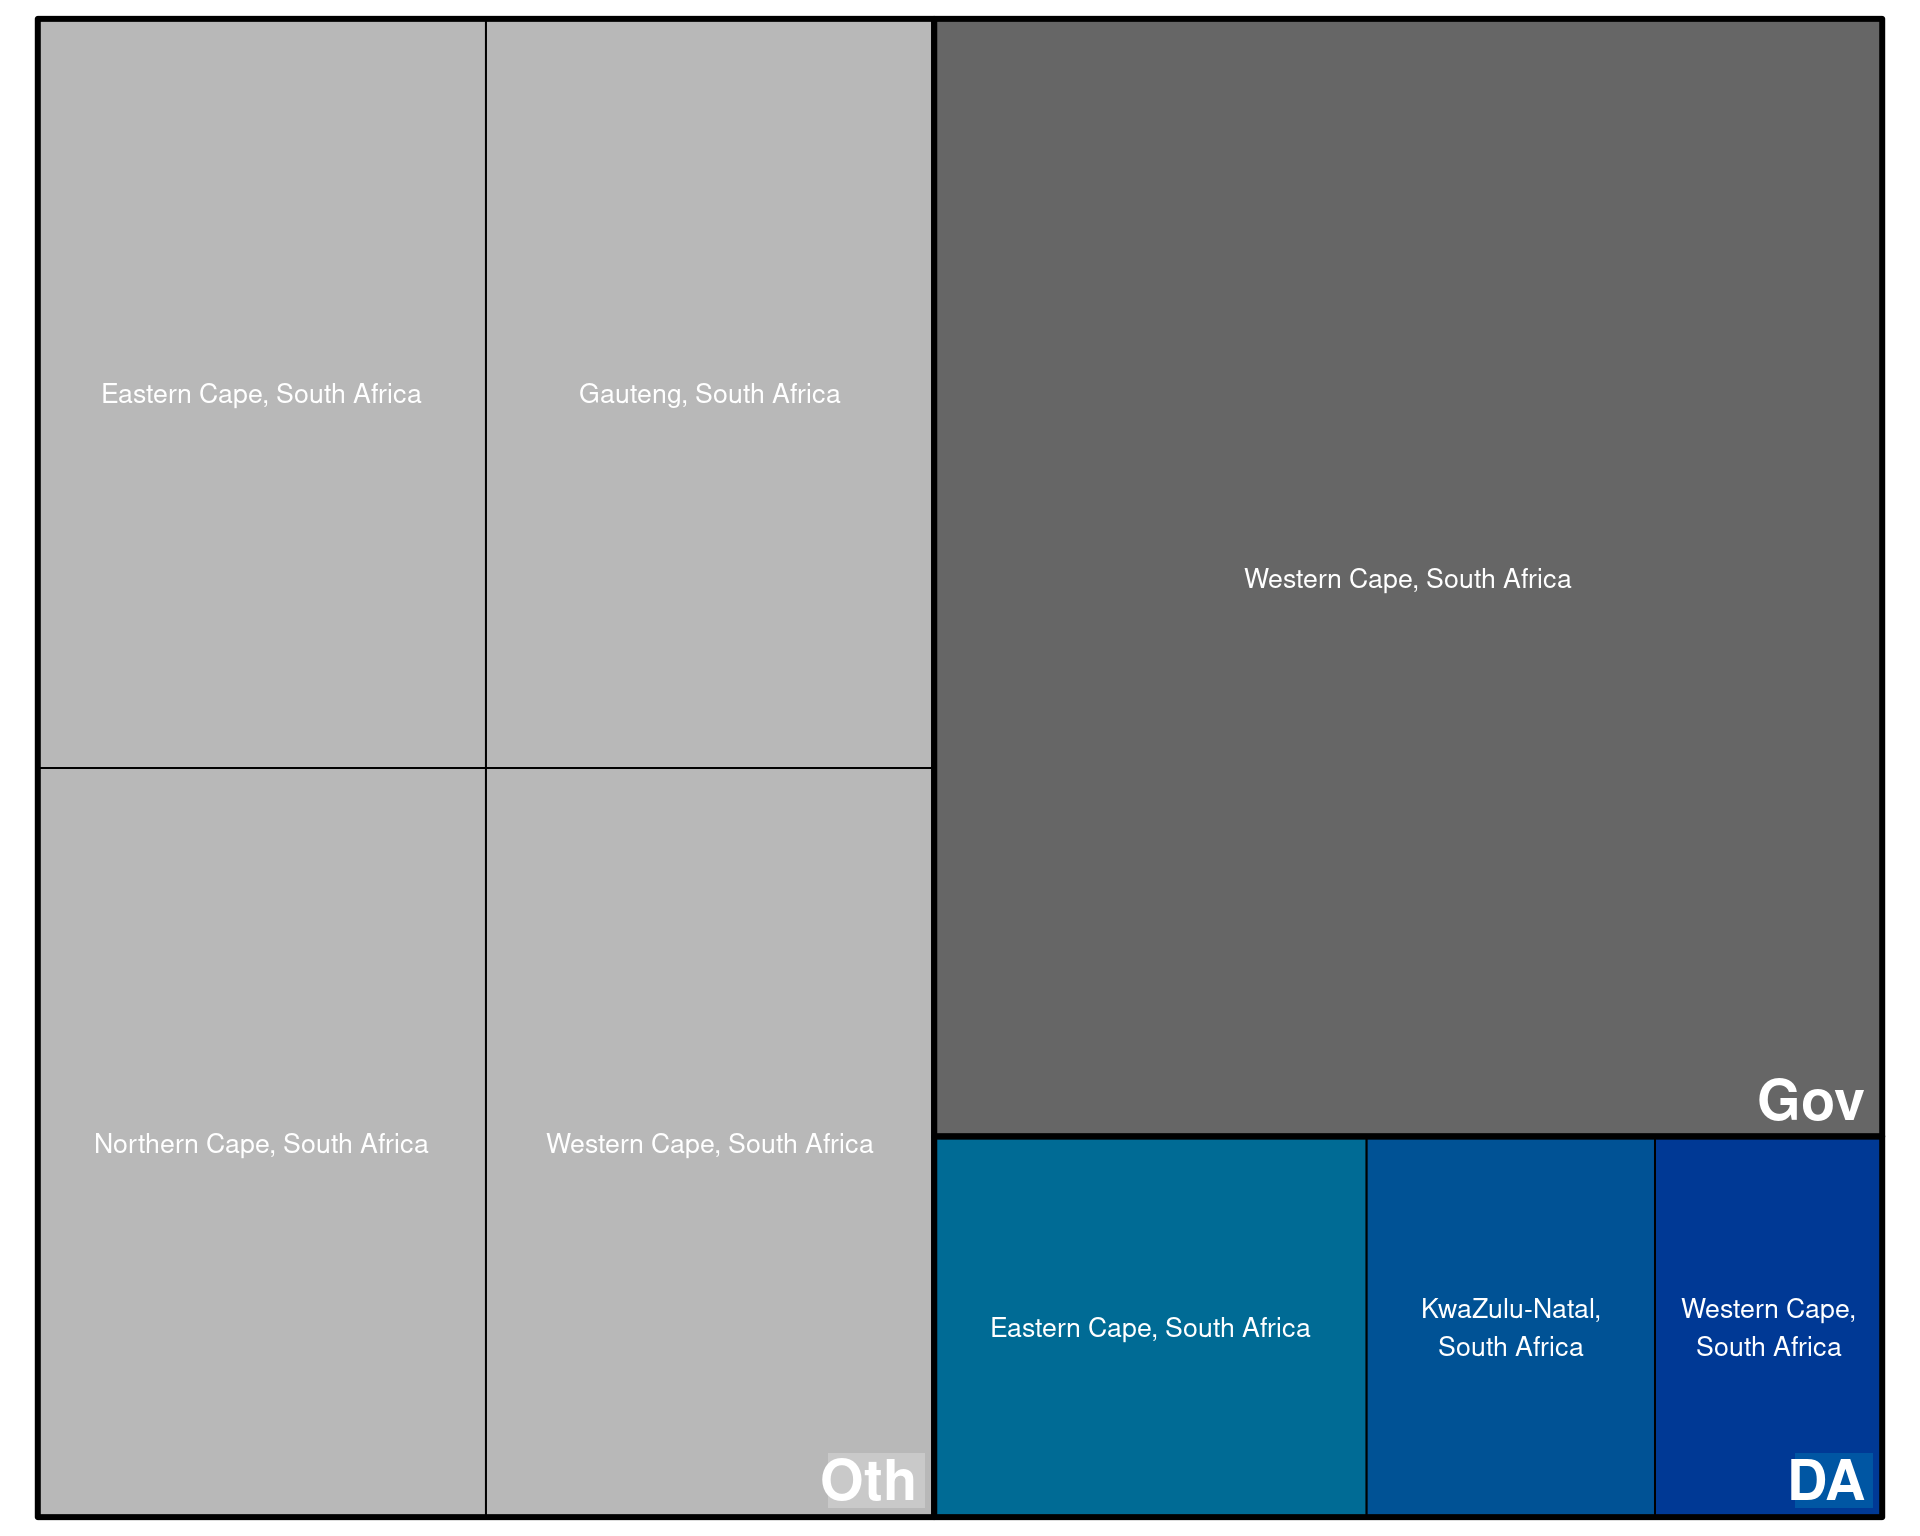 Eastern Cape, South Africa
Gauteng, South Africa
Northern Cape, South Africa
Western Cape, South Africa
Oth
Western Cape, South Africa
Gov
Eastern Cape, South Africa
KwaZulu-Natal,
South Africa
Western Cape,
South Africa
DA